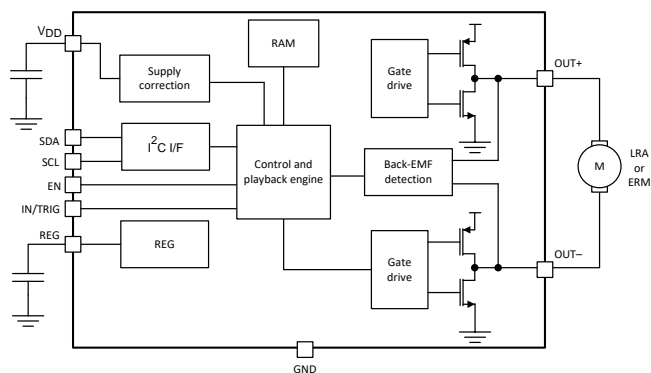 VDD
Supply
correction
RAM
Gate
drive
OUT+
SDA
SCL
I²C I/F
EN
IN/TRIG
Control and
playback engine
Back-EMF
detection
M
LRA
or
ERM
REG
REG
Gate
drive
OUT–
GND